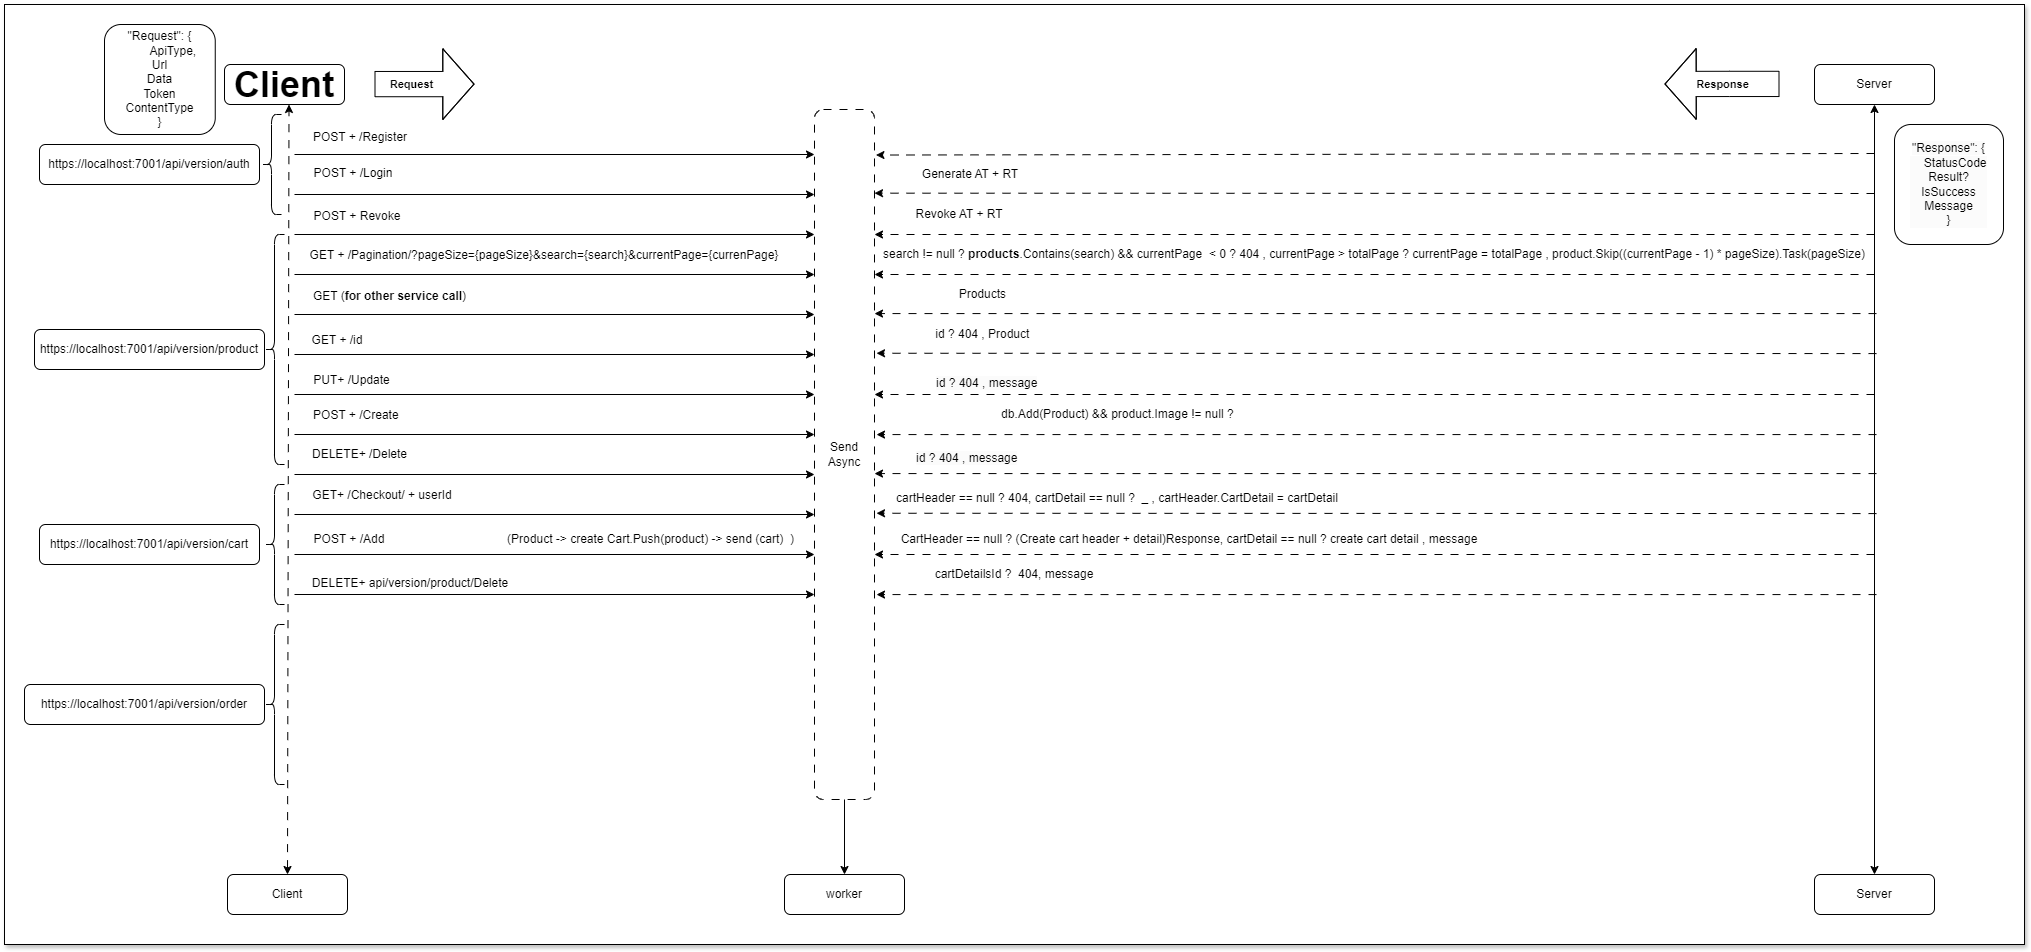 "Request": {
ApiType,
Url
Data
Token
ContentType
}
Client
Request
Response
Server
"Response": {
StatusCode
Result?
IsSuccess
Message
}
https://localhost:7001/api/version/auth
POST + /Register
POST + /Login
Generate AT + RT
POST + Revoke
Revoke AT + RT
GET + /Pagination/?pageSize={pageSize}&search={search}&currentPage={currenPage}
search != null ? products.Contains(search) && currentPage < 0 ? 404 , currentPage > totalPage ? currentPage = totalPage , product.Skip((currentPage - 1) * pageSize).Task(pageSize)
GET (for other service call)
Products
https://localhost:7001/api/version/product
GET + /id
id ? 404 , Product
PUT+ /Update
id ? 404 , message
POST + /Create
db.Add(Product) && product.Image != null ?
DELETE+ /Delete
id ? 404 , message
Send
Async
GET+ /Checkout/ + userId
cartHeader == null ? 404, cartDetail == null ? _ , cartHeader.CartDetail = cartDetail
https://localhost:7001/api/version/cart
POST + /Add
(Product -> create Cart.Push(product) -> send (cart) )
CartHeader == null ? (Create cart header + detail)Response, cartDetail == null ? create cart detail , message
DELETE+ api/version/product/Delete
cartDetailsId ? 404, message
https://localhost:7001/api/version/order
Client
worker
Server